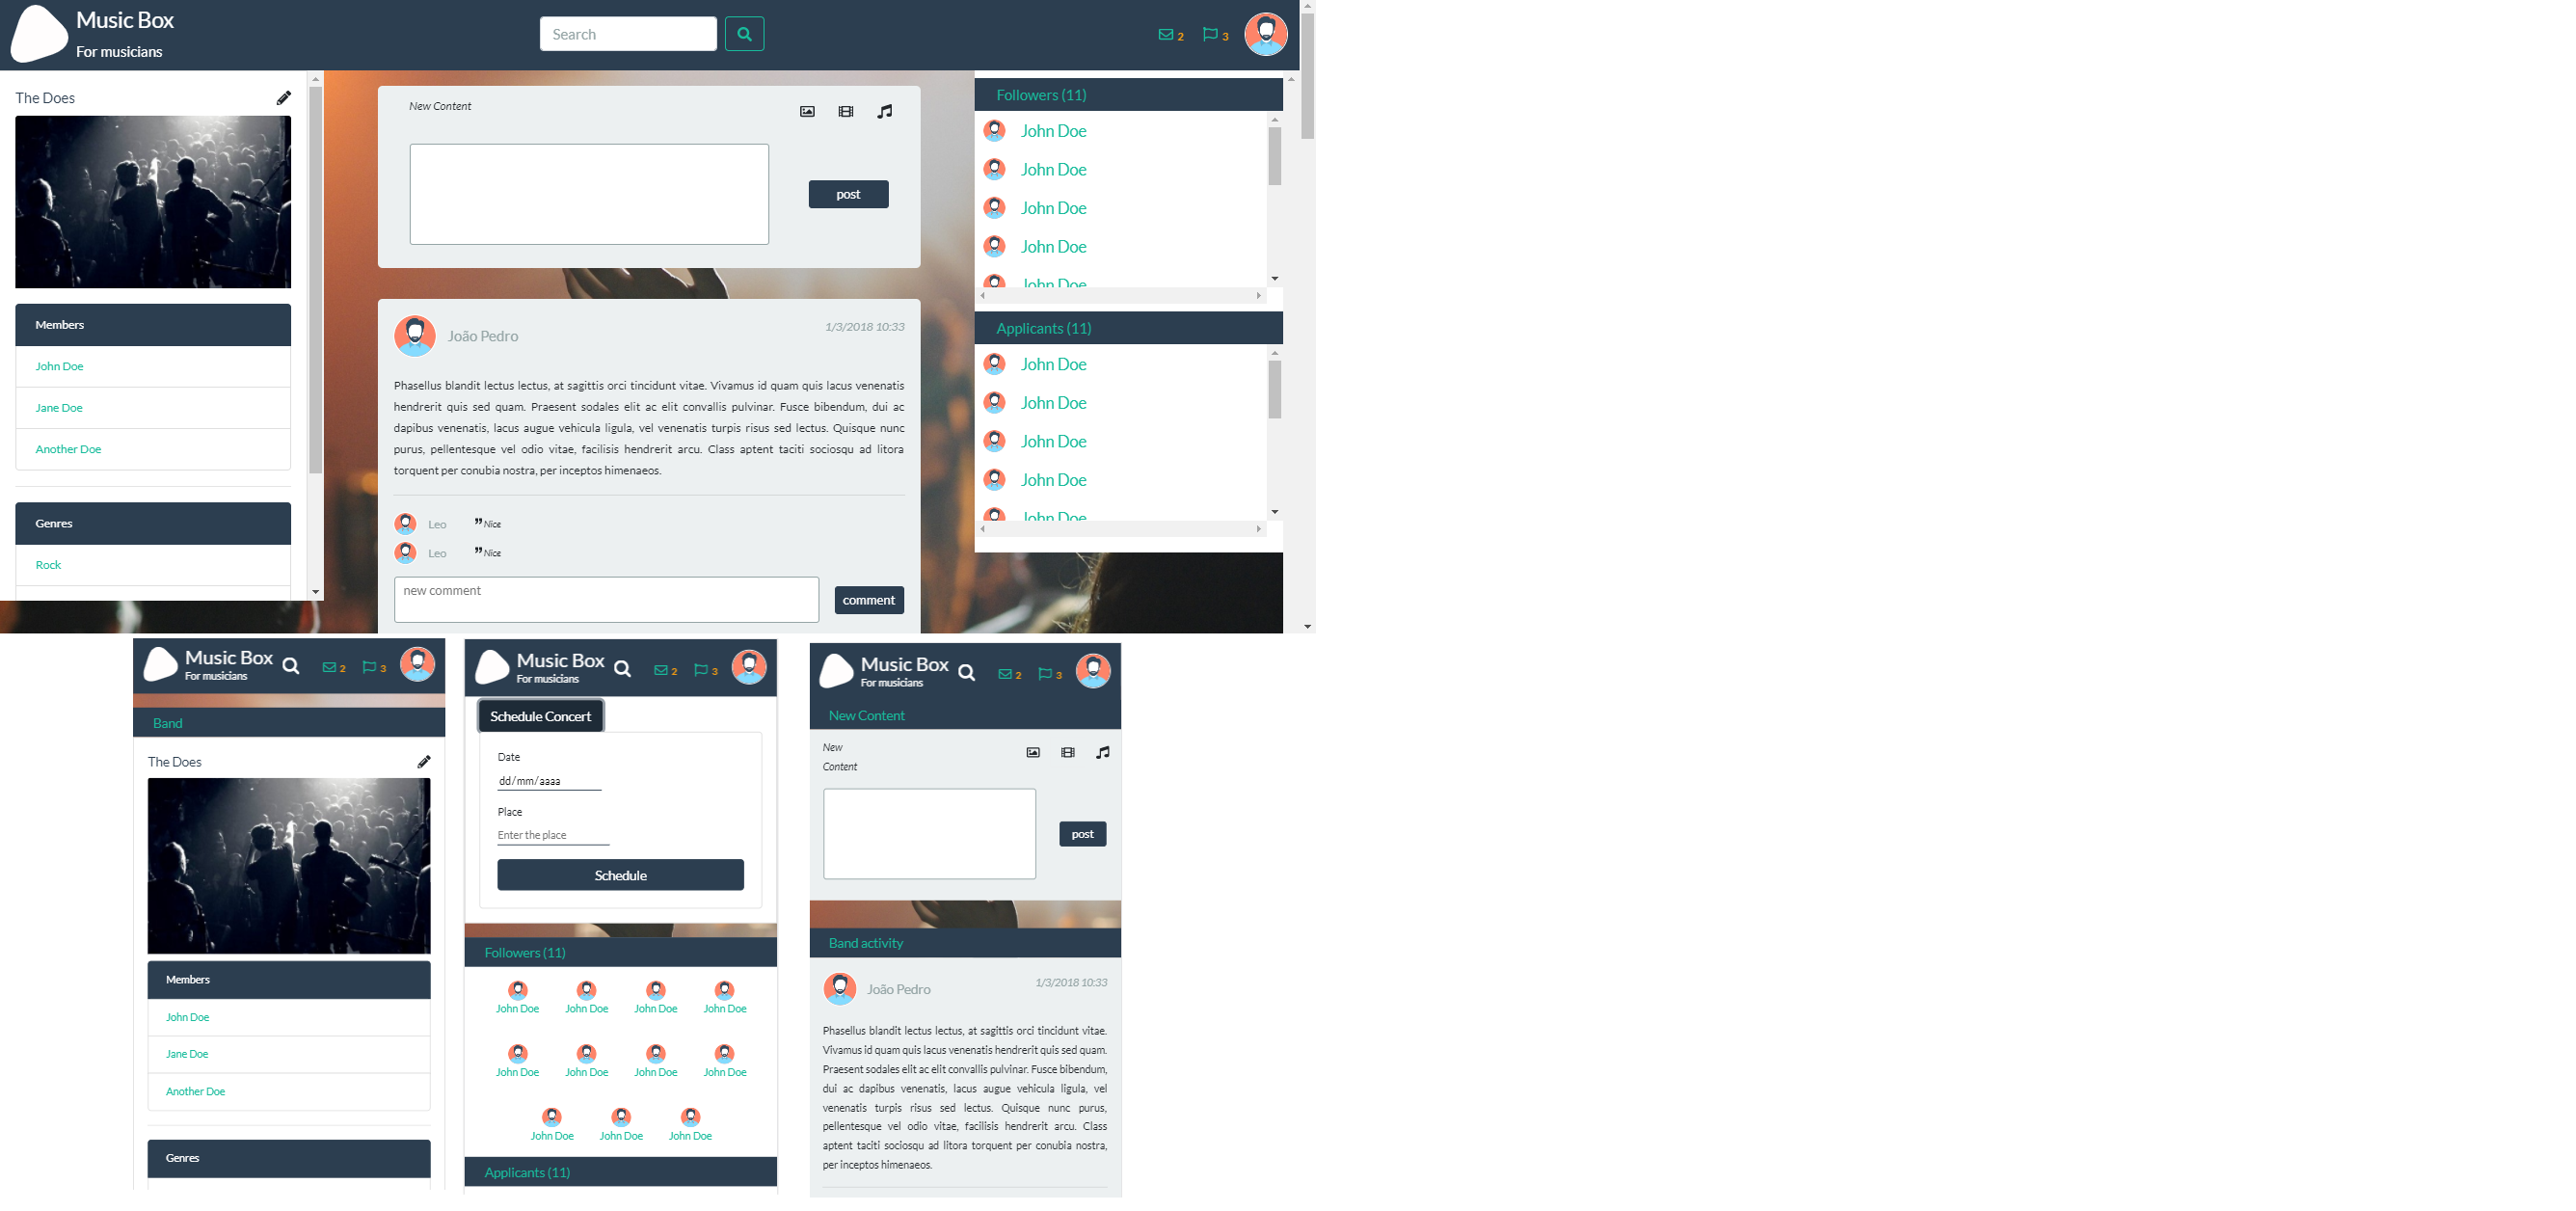 Music Box
For musicians
Search
2
3
The Does
Members
John Doe
Jane Doe
Another Doe
Genres
Rock
New Content
post
João Pedro
1/3/2018 10:33
Phasellus blandit lectus lectus, at sagittis orci tincidunt vitae. Vivamus id quam quis lacus venenatis
hendrerit quis sed quam. Praesent sodales elit ac elit convallis pulvinar. Fusce bibendum, dui ac
dapibus venenatis, lacus augue vehicula ligula, vel venenatis turpis risus sed lectus. Quisque nunc
purus, pellentesque vel odio vitae, facilisis hendrerit arcu. Class aptent taciti sociosqu ad litora
torquent per conubia nostra, per inceptos himenaeos.
Leo
" Nice
Leo
" Nice
new comment
comment
Followers (11)
John Doe
John Doe
John Doe
John Doe
John Doe
Applicants (11)
John Doe
John Doe
John Doe
John Doe
John Doe
Music Box
For musicians
2
3
Band
The Does
Members
John Doe
Jane Doe
Another Doe
Genres
Music Box
For musicians
2
3
Schedule Concert
Date
dd/mm/aaaa
Place
Enter the place
Schedule
Followers (11)
John Doe John Doe John Doe John Doe
John Doe John Doe John Doe John Doe
John Doe John Doe John Doe
Applicants (11)
Music Box
For musicians
2
3
New Content
New
Content
post
Band activity
João Pedro
1/3/2018 10:33
Phasellus blandit lectus lectus, at sagittis orci tincidunt vitae.
Vivamus id quam quis lacus venenatis hendrerit quis sed quam.
Praesent sodales elit ac elit convallis pulvinar. Fusce bibendum,
dui ac dapibus venenatis, lacus augue vehicula ligula, vel
venenatis turpis risus sed lectus. Quisque nunc purus,
pellentesque vel odio vitae, facilisis hendrerit arcu. Class
aptent taciti sociosqu ad litora torquent per conubia nostra,
per inceptos himenaeos.